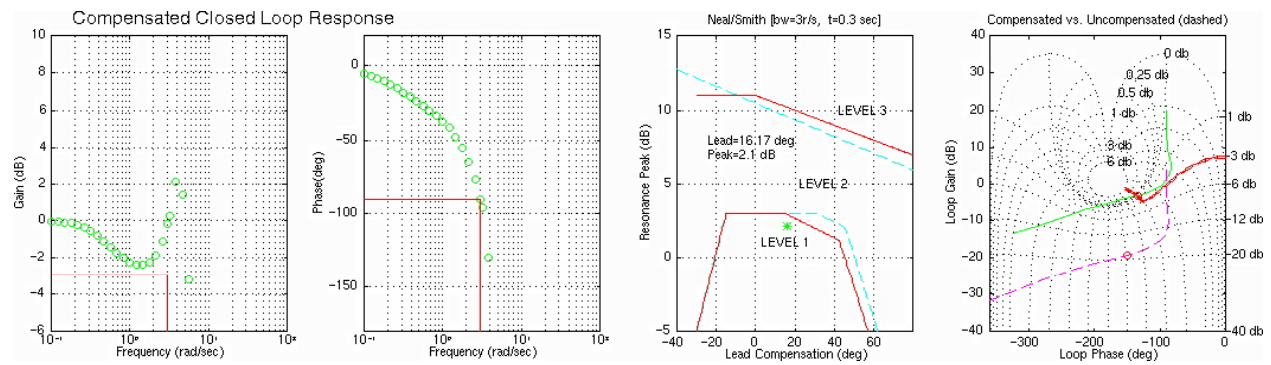 Compensated Closed Loop Response
10
8
6
4
2
0
-2
-4
-6
Gain (dB)
10⁻¹
10⁰
10¹
10²
Frequency (rad/sec)
0
-50
-100
-150
Phase(deg)
10⁻¹
10⁰
10¹
10²
Frequency (rad/sec)
Neal/Smith [bw=3r/s, t=0.3 sec]
15
10
5
0
-5
Resonance Peak (dB)
LEVEL 3
Lead=16.17 deg
Peak=2.1 dB
LEVEL 2
LEVEL 1
-40
-20
0
20
40
60
Lead Compensation (deg)
Compensated vs. Uncompensated (dashed)
40
30
20
10
0
-10
-20
-30
-40
Loop Gain (dB)
0 db
0.25 db
0.5 db
1 db
3 db
6 db
1 db
3 db
6 db
12 db
20 db
40 db
-300
-200
-100
0
Loop Phase (deg)